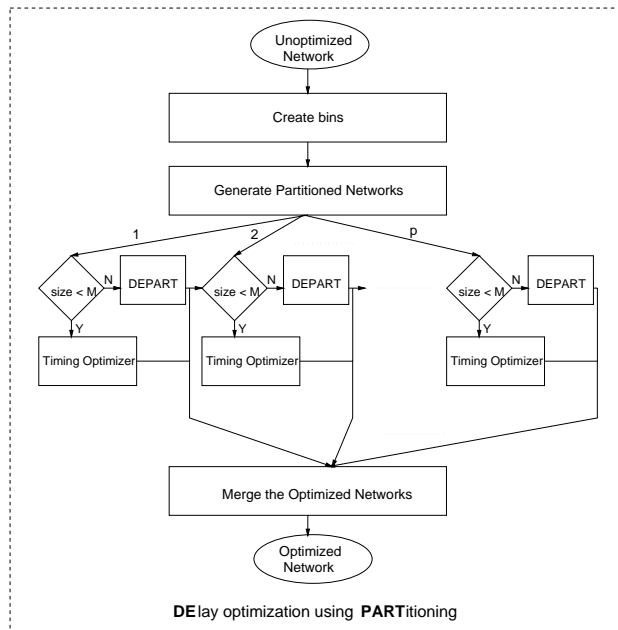 Unoptimized
Network
Create bins
Generate Partitioned Networks
1
2
p
size < M
N
DEPART
size < M
N
DEPART
size < M
N
DEPART
Y
Y
Y
Timing Optimizer
Timing Optimizer
Timing Optimizer
Merge the Optimized Networks
Optimized
Network
DElay optimization using PARTitioning